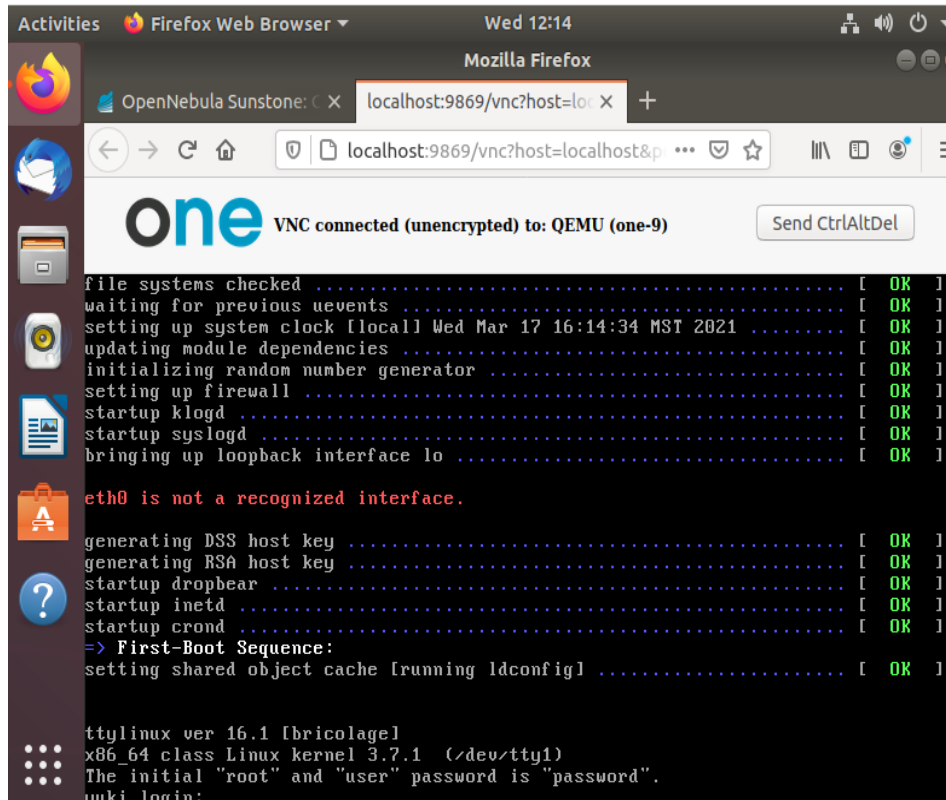 Activities Firefox Web Browser Wed 12:14
Mozilla Firefox
OpenNebula Sunstone: localhost:9869/vnc?host=loc
localhost:9869/vnc?host=localhost&p
one VNC connected (unencrypted) to: QEMU (one-9) Send CtrlAltDel
file systems checked ................................................. [ OK ]
waiting for previous uevents .......................................... [ OK ]
setting up system clock [local] Wed Mar 17 16:14:34 MST 2021 ......... [ OK ]
updating module dependencies ......................................... [ OK ]
initializing random number generator ................................. [ OK ]
setting up firewall .................................................. [ OK ]
startup klogd ........................................................ [ OK ]
startup syslogd ...................................................... [ OK ]
bringing up loopback interface lo .................................... [ OK ]
eth0 is not a recognized interface.
generating DSS host key .............................................. [ OK ]
generating RSA host key .............................................. [ OK ]
startup dropbear ..................................................... [ OK ]
startup inetd ........................................................ [ OK ]
startup crond ........................................................ [ OK ]
=> First-Boot Sequence:
setting shared object cache [running ldconfig] ....................... [ OK ]
ttylinux ver 16.1 [bricolage]
x86_64 class Linux kernel 3.7.1 (/dev/tty1)
The initial "root" and "user" password is "password".
login: